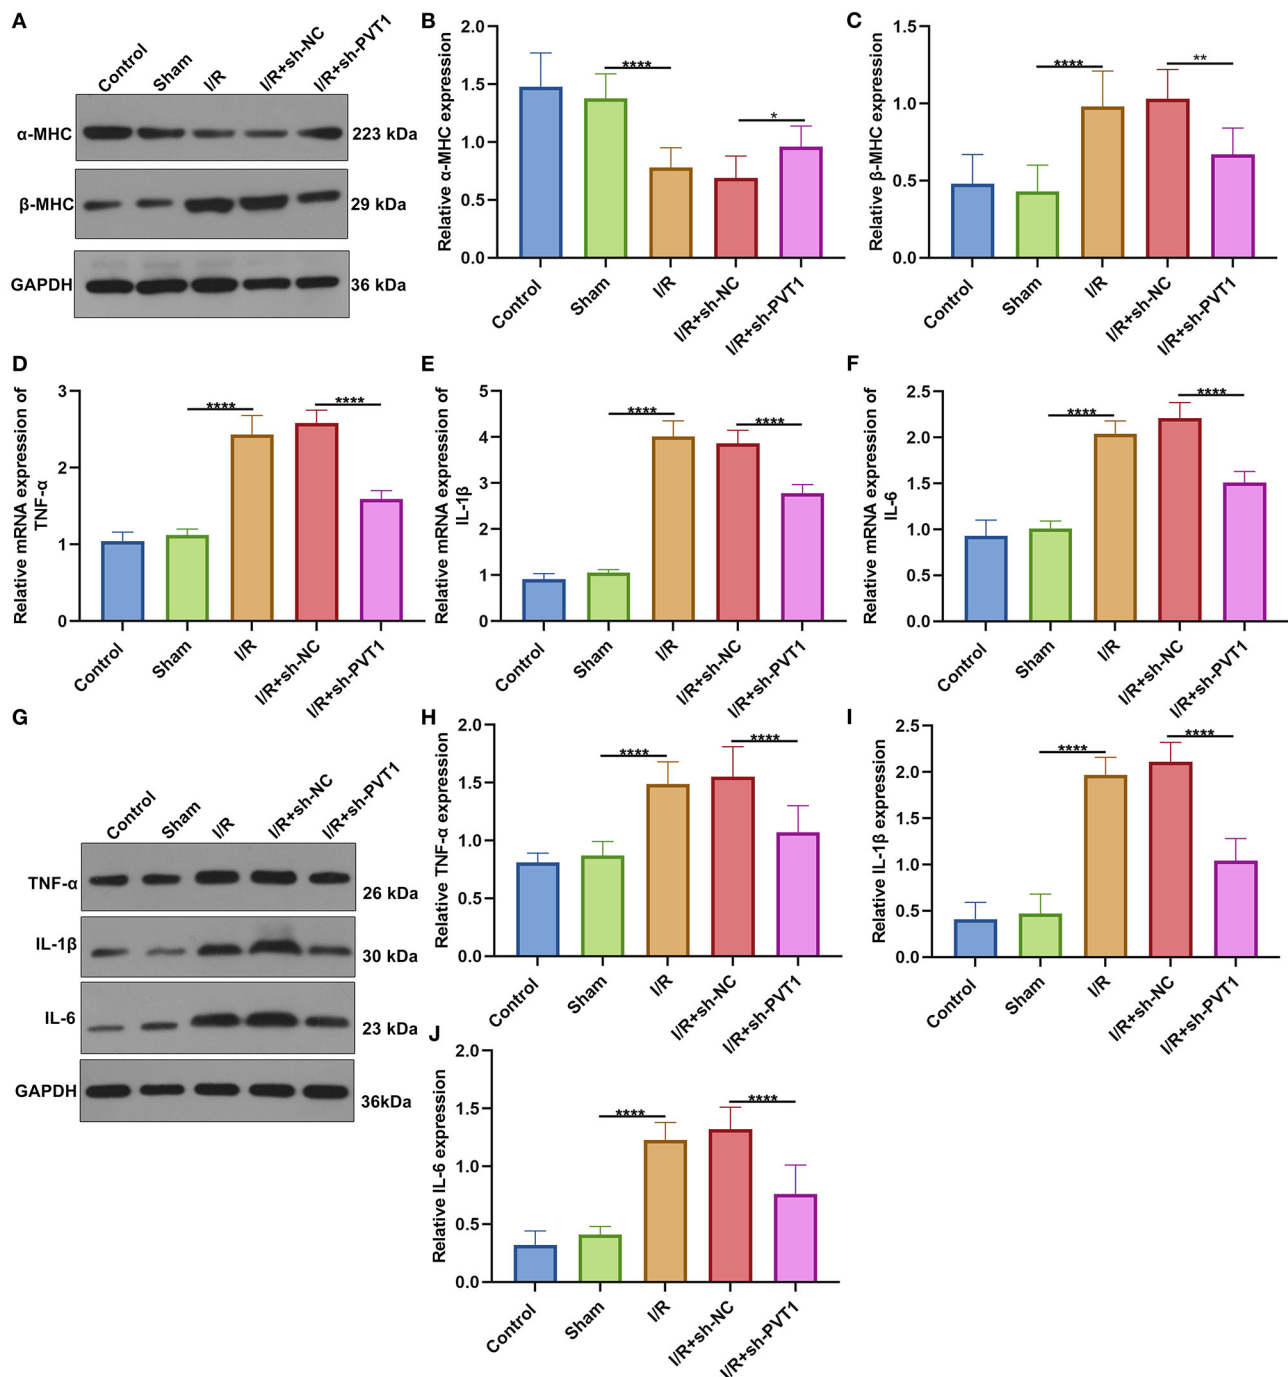 A
Control
Sham
I/R
I/R+sh-NC
I/R+sh-PVT1
α-MHC
223 kDa
β-MHC
29 kDa
GAPDH
36 kDa
B
Relative α-MHC expression
2.0
1.5
1.0
0.5
0.0
****
*
Control
Sham
I/R
I/R+sh-NC
I/R+sh-PVT1
C
Relative β-MHC expression
1.5
1.0
0.5
0.0
****
**
Control
Sham
I/R
I/R+sh-NC
I/R+sh-PVT1
D
Relative mRNA expression of
TNF-α
3
2
1
0
****
****
Control
Sham
I/R
I/R+sh-NC
I/R+sh-PVT1
E
Relative mRNA expression of
IL-1β
5
4
3
2
1
0
****
****
Control
Sham
I/R
I/R+sh-NC
I/R+sh-PVT1
F
Relative mRNA expression of
IL-6
2.5
2.0
1.5
1.0
0.5
0.0
****
****
Control
Sham
I/R
I/R+sh-NC
I/R+sh-PVT1
G
Control
Sham
I/R
I/R+sh-NC
I/R+sh-PVT1
TNF-α
26 kDa
IL-1β
30 kDa
IL-6
23 kDa
GAPDH
36kDa
H
Relative TNF-α expression
2.0
1.5
1.0
0.5
0.0
****
****
Control
Sham
I/R
I/R+sh-NC
I/R+sh-PVT1
I
Relative IL-1β expression
2.5
2.0
1.5
1.0
0.5
0.0
****
****
Control
Sham
I/R
I/R+sh-NC
I/R+sh-PVT1
J
Relative IL-6 expression
2.0
1.5
1.0
0.5
0.0
****
****
Control
Sham
I/R
I/R+sh-NC
I/R+sh-PVT1